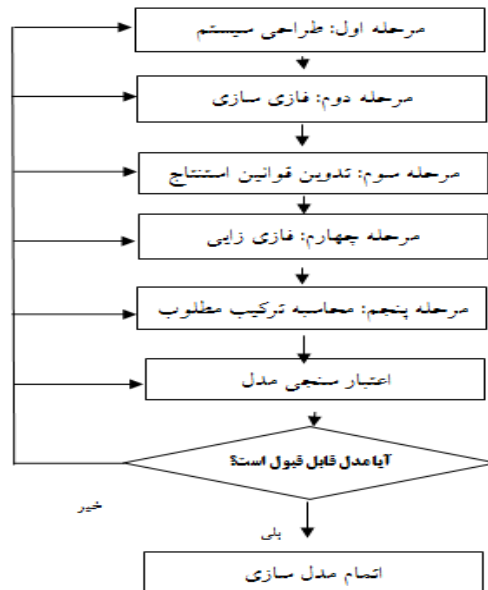 مرحله اول: طراحی سیستم
مرحله دوم: فازی سازی
مرحله سوم: تدوین قوانین استنتاج
مرحله چهارم: فازی زایی
مرحله پنجم: محاسبه ترکیب مطلوب
اعتبار سنجی مدل
آیا مدل قابل قبول است؟
خیر
بلی
اتمام مدل سازی